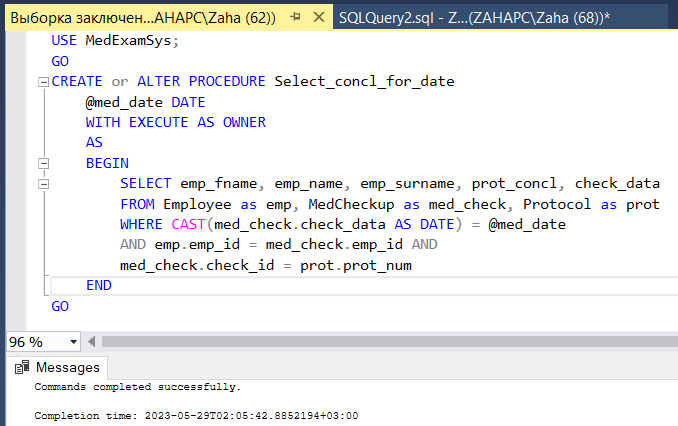 Выборка заключен...AHAPC\Zaha (62)) SQLQuery2.sql - Z...(ZAHAPC\Zaha (68))*
USE MedExamSys;
GO
CREATE or ALTER PROCEDURE Select_concl_for_date
@med_date DATE
WITH EXECUTE AS OWNER
AS
BEGIN
SELECT emp_fname, emp_name, emp_surname, prot_concl, check_data
FROM Employee as emp, MedCheckup as med_check, Protocol as prot
WHERE CAST(med_check.check_data AS DATE) = @med_date
AND emp.emp_id = med_check.emp_id AND
med_check.check_id = prot.prot_num
END
GO
96 %
Messages
Commands completed successfully.
Completion time: 2023-05-29T02:05:42.8852194+03:00